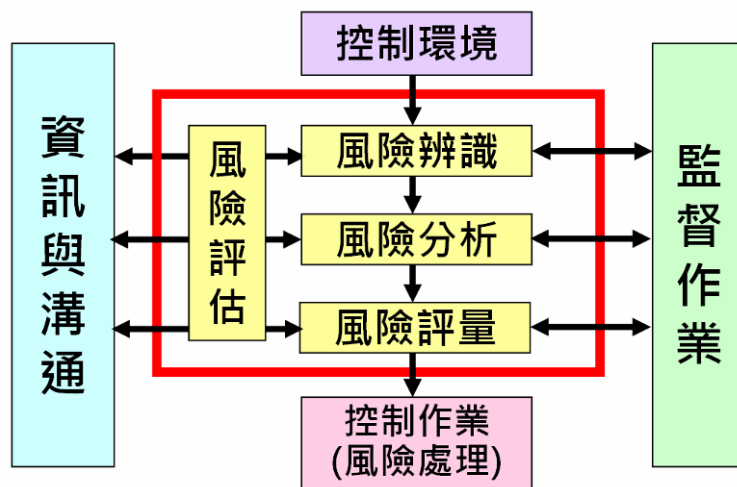 控制環境
資訊與溝通
風險評估
風險辨識
風險分析
風險評量
監督作業
控制作業
(風險處理)